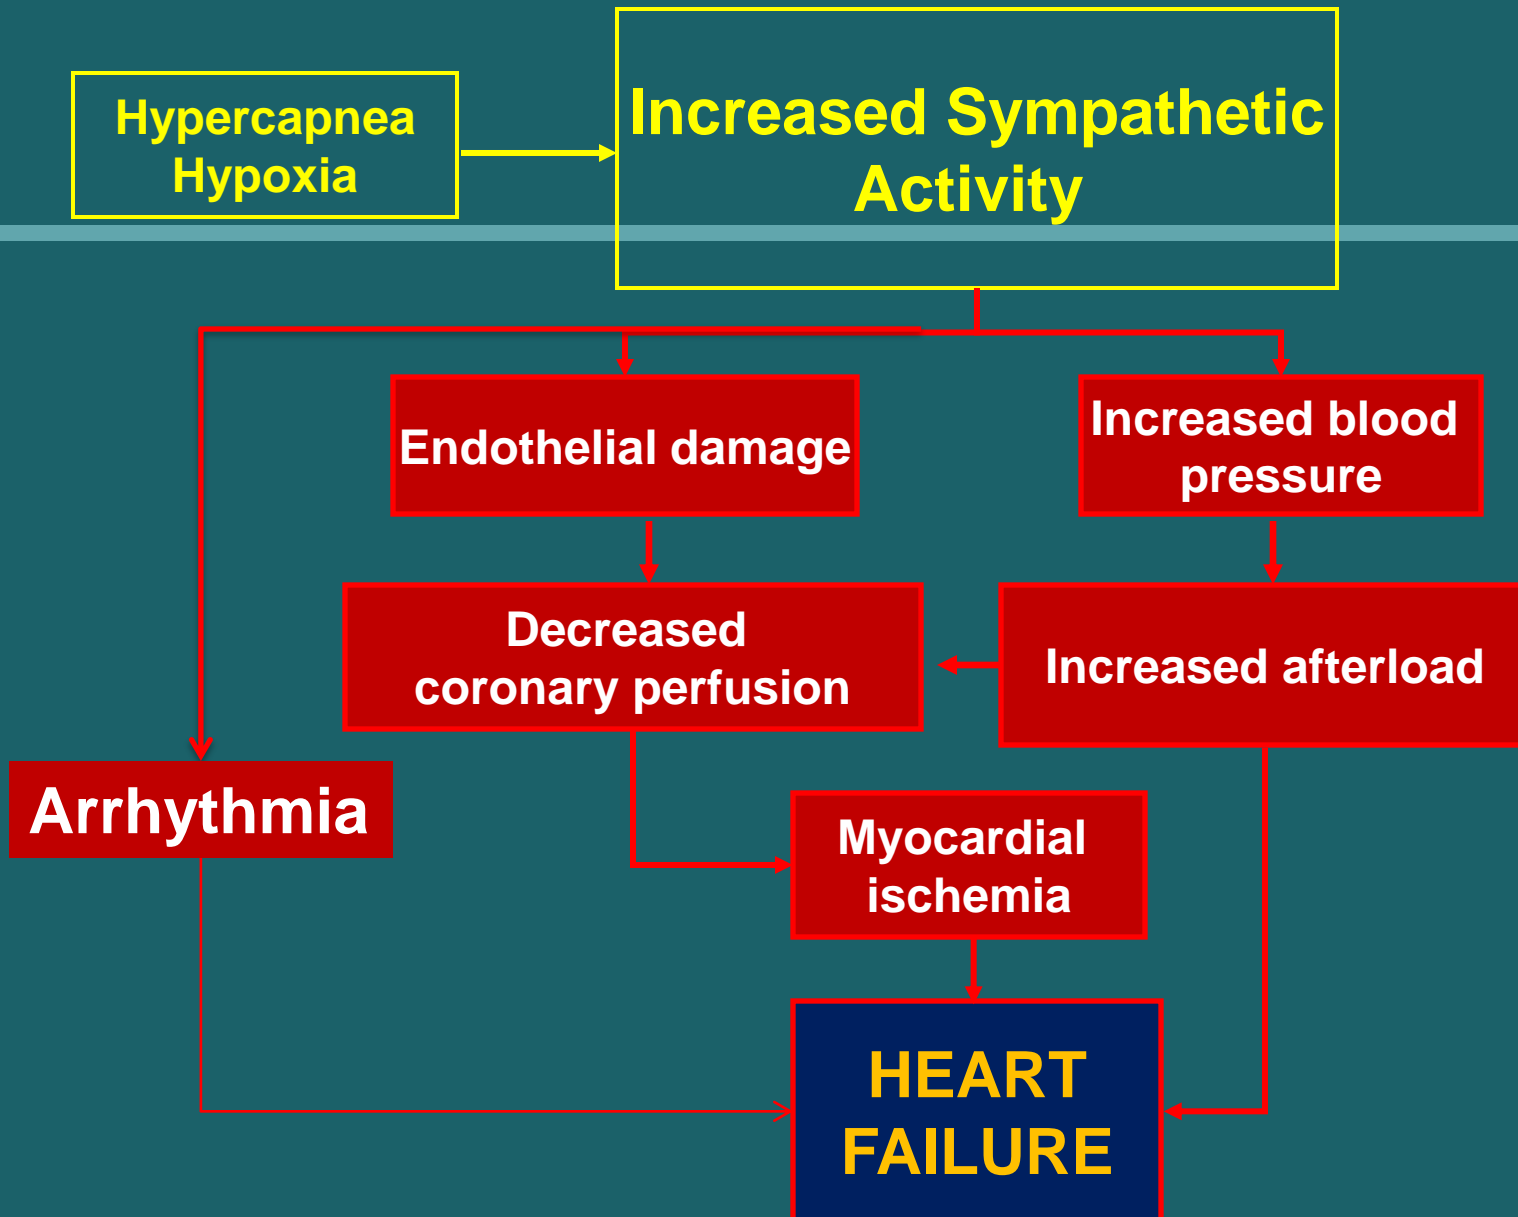 Hypercapnea
Hypoxia
Increased Sympathetic
Activity
Endothelial damage
Increased blood
pressure
Decreased
coronary perfusion
Increased afterload
Arrhythmia
Myocardial
ischemia
HEART
FAILURE